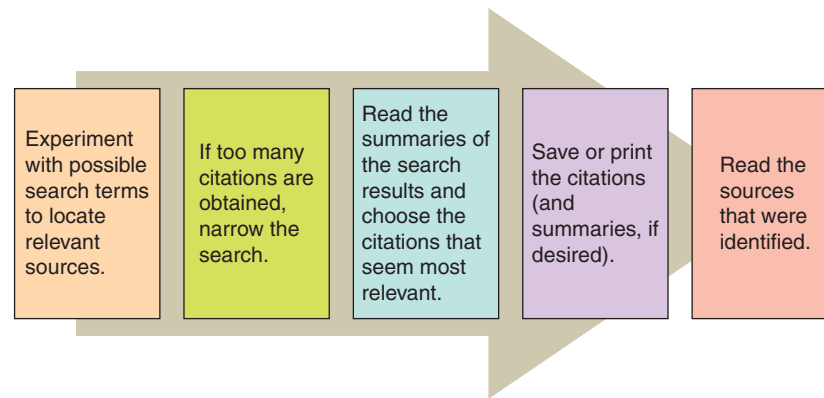 Experiment
with possible
search terms
to locate
relevant
sources.
If too many
citations are
obtained,
narrow the
search.
Read the
summaries of
the search
results and
choose the
citations that
seem most
relevant.
Save or print
the citations
(and
summaries, if
desired).
Read the
sources
that were
identified.